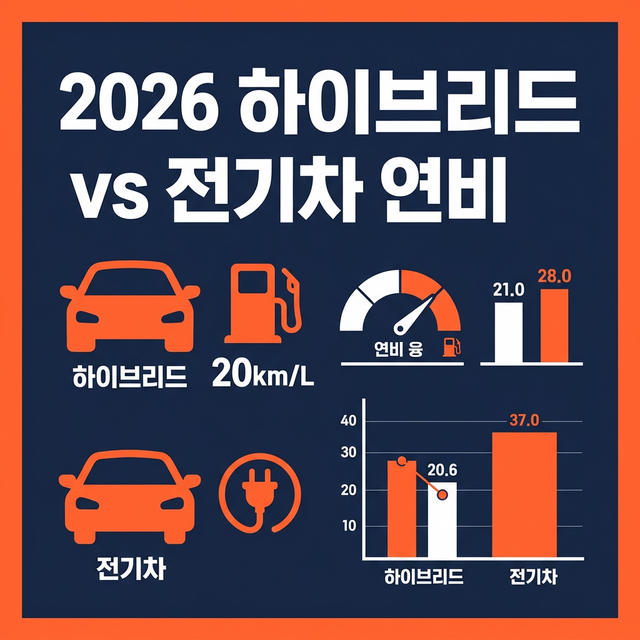 2026 하이브리드
vs 전기차 연비
하이브리드
20km/L
연비 융
21.0
28.0
전기차
40
30
20
10
20.6
37.0
하이브리드
전기차